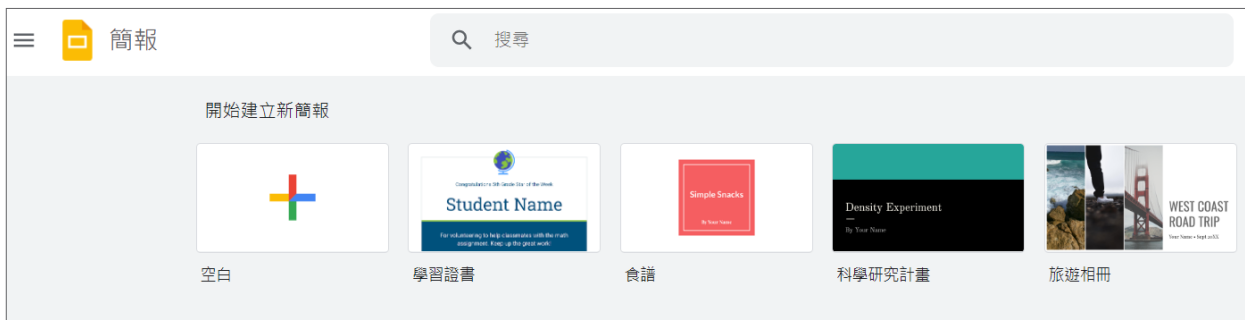 簡報
搜尋
開始建立新簡報
Congratulations 5th Grade Star of the Week
Student Name
For volunteering to help classmates with the math
assignment. Keep up the great work!
Simple Snacks
By Your Name
Density Experiment
By Your Name
WEST COAST
ROAD TRIP
Your Name • Sept 20XX
空白
學習證書
食譜
科學研究計畫
旅遊相冊